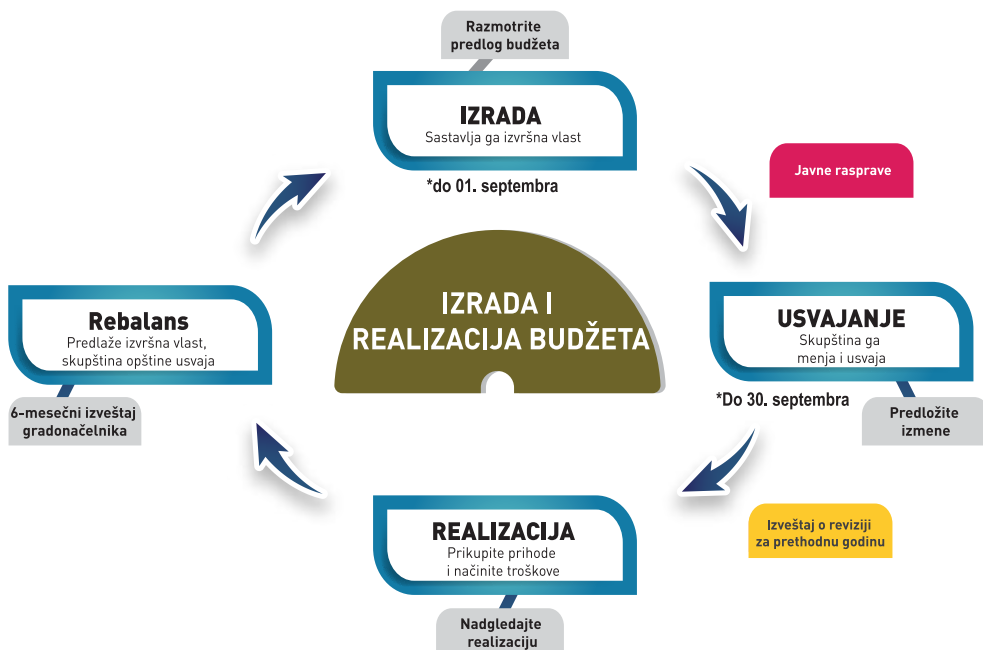 Razmotrite
predlog budžeta
IZRADA
Sastavlja ga izvršna vlast
*do 01. septembra
Javne rasprave
USVAJANJE
Skupština ga
menja i usvaja
*Do 30. septembra
Predložite
izmene
Izveštaj o reviziji
za prethodnu godinu
REALIZACIJA
Prikupite prihode
i načinite troškove
Nadgledajte
realizaciju
Rebalans
Predlaže izvršna vlast,
skupština opštine usvaja
6-mesečni izveštaj
gradonačelnika
IZRADA I
REALIZACIJA BUDŽETA